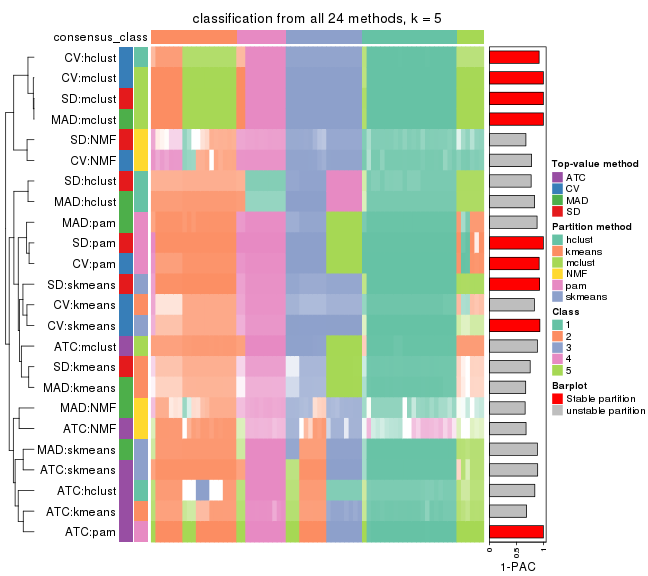 classification from all 24 methods, k = 5
consensus_class
CV:hclust
CV:mclust
SD:mclust
MAD:mclust
SD:NMF
CV:NMF
SD:hclust
MAD:hclust
MAD:pam
SD:pam
CV:pam
SD:skmeans
CV:kmeans
CV:skmeans
ATC:mclust
SD:kmeans
MAD:kmeans
MAD:NMF
ATC:NMF
MAD:skmeans
ATC:skmeans
ATC:hclust
ATC:kmeans
ATC:pam
0
0.5
1
1-PAC
Top-value method
ATC
CV
MAD
SD
Partition method
hclust
kmeans
mclust
NMF
pam
skmeans
Class
1
2
3
4
5
Barplot
Stable partition
unstable partition